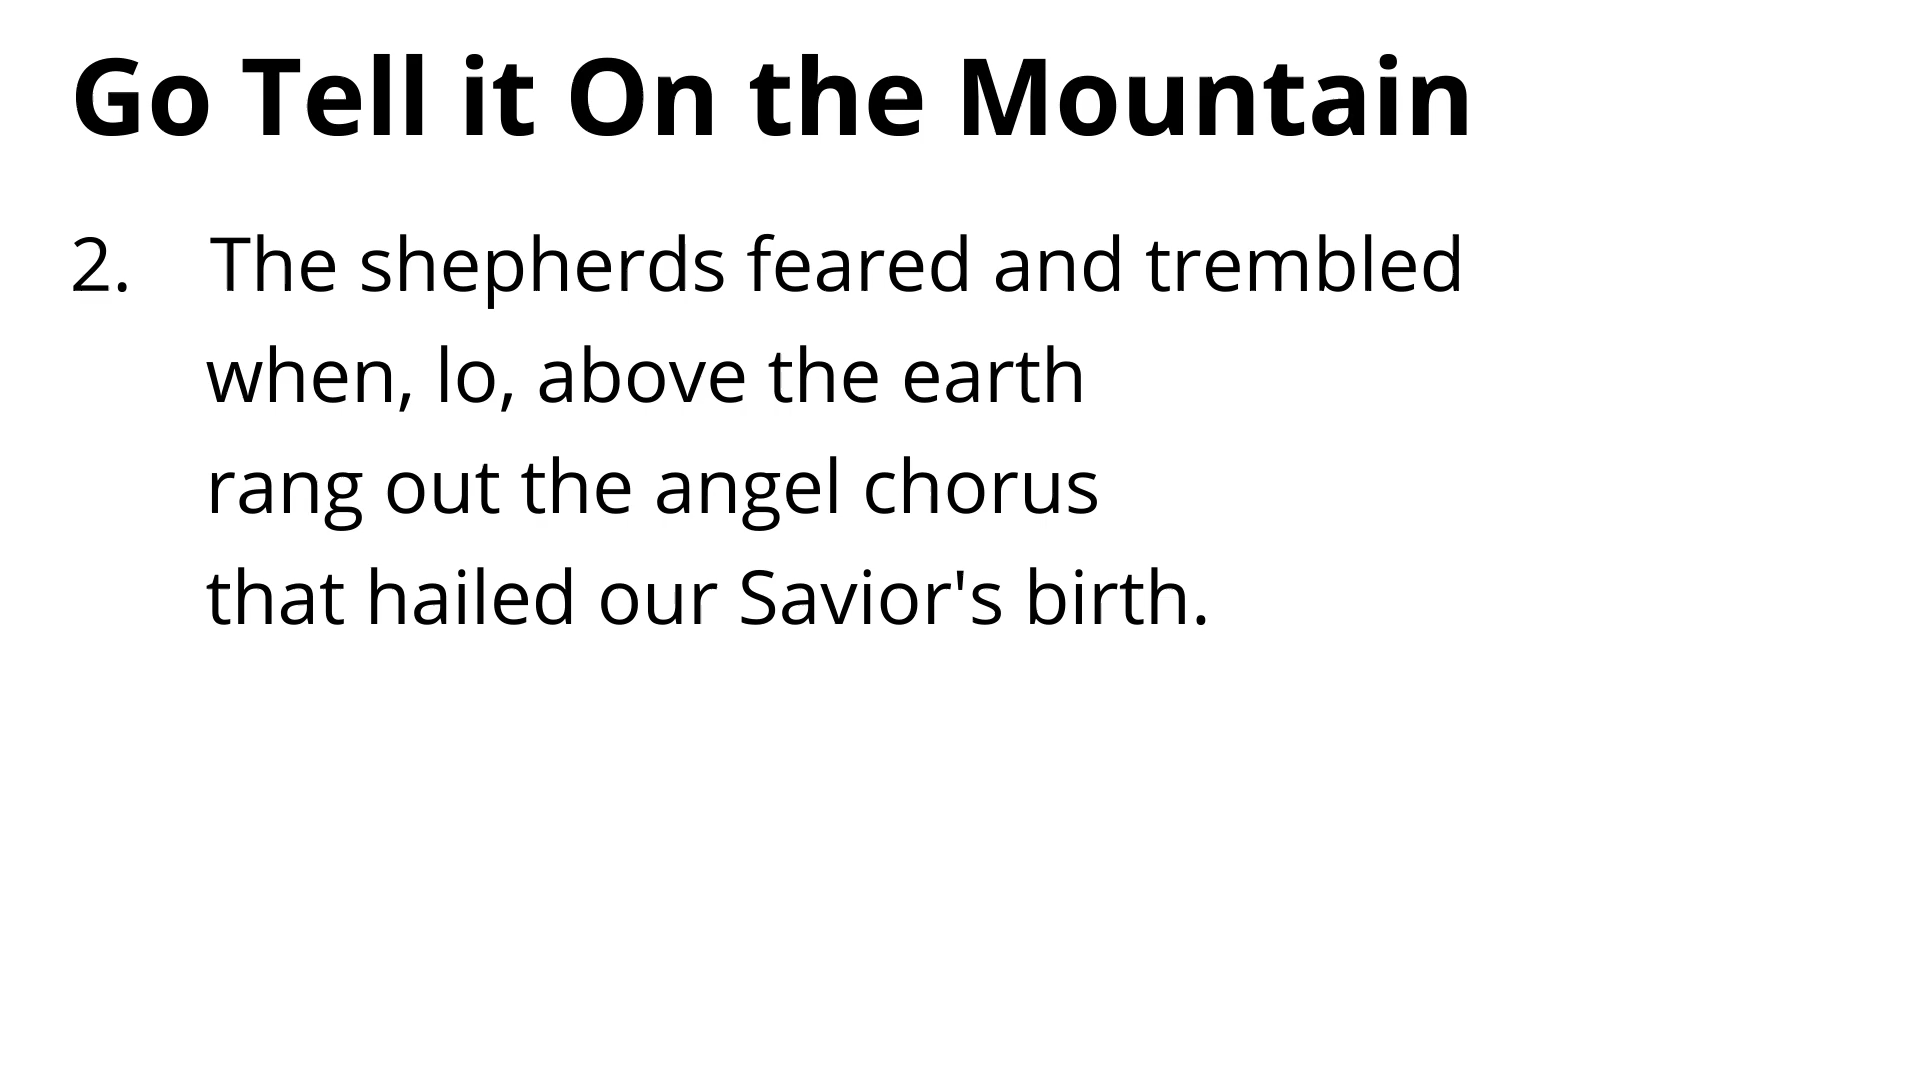 Go Tell it On the Mountain
2. The shepherds feared and trembled
when, lo, above the earth
rang out the angel chorus
that hailed our Savior's birth.